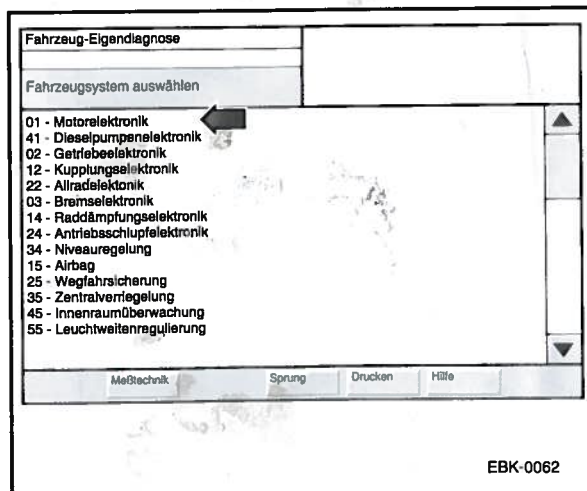 Fahrzeug-Eigendiagnose
Fahrzeugsystem auswählen
01 - Motorelektronik
41 - Dieselpumpenelektronik
02 - Getriebeelektronik
12 - Kupplungselektronik
22 - Allradelektonik
03 - Bremselektronik
14 - Raddämpfungselektronik
24 - Antriebsschlupfelektronik
34 - Niveauregelung
15 - Airbag
25 - Wegfahrsicherung
35 - Zentralverriegelung
45 - Innenraumüberwachung
55 - Leuchtweitenregulierung
Meßtechnik Sprung Drucken Hilfe
EBK-0062